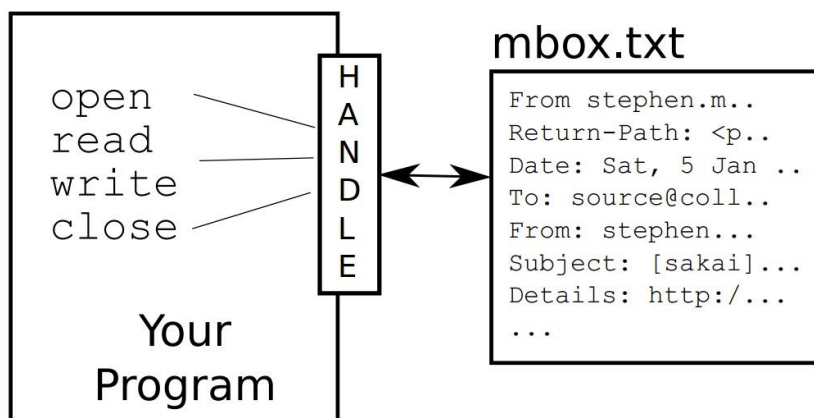 open
read
write
close
Your
Program
H
A
N
D
L
E
mbox.txt
From stephen.m..
Return-Path: <p..
Date: Sat, 5 Jan ..
To: source@coll..
From: stephen...
Subject: [sakai]...
Details: http:/...
...